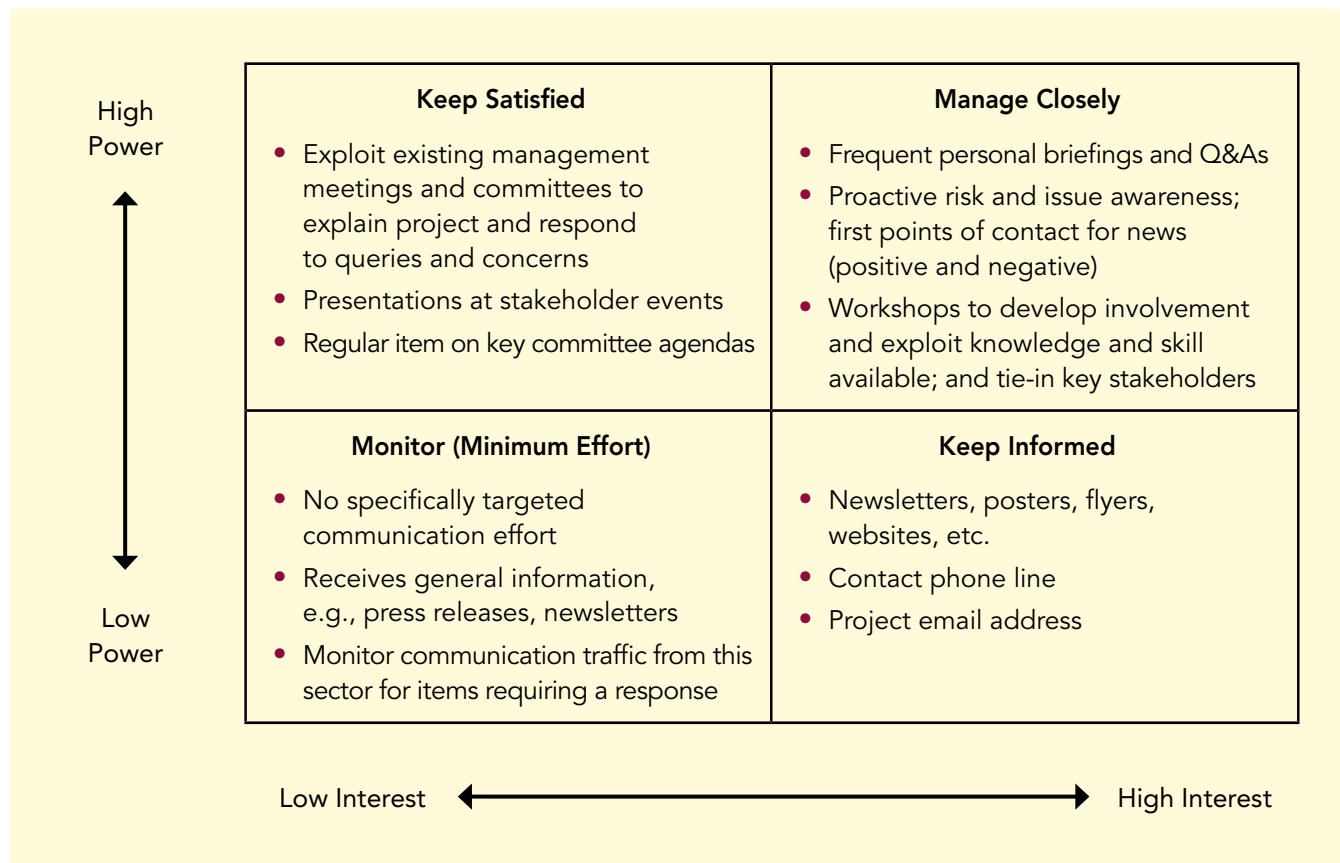 High
Power
Keep Satisfied
• Exploit existing management
meetings and committees to
explain project and respond
to queries and concerns
• Presentations at stakeholder events
• Regular item on key committee agendas
Manage Closely
• Frequent personal briefings and Q&As
• Proactive risk and issue awareness;
first points of contact for news
(positive and negative)
• Workshops to develop involvement
and exploit knowledge and skill
available; and tie-in key stakeholders
Low
Power
Monitor (Minimum Effort)
• No specifically targeted
communication effort
• Receives general information,
e.g., press releases, newsletters
• Monitor communication traffic from this
sector for items requiring a response
Keep Informed
• Newsletters, posters, flyers,
websites, etc.
• Contact phone line
• Project email address
Low Interest
High Interest